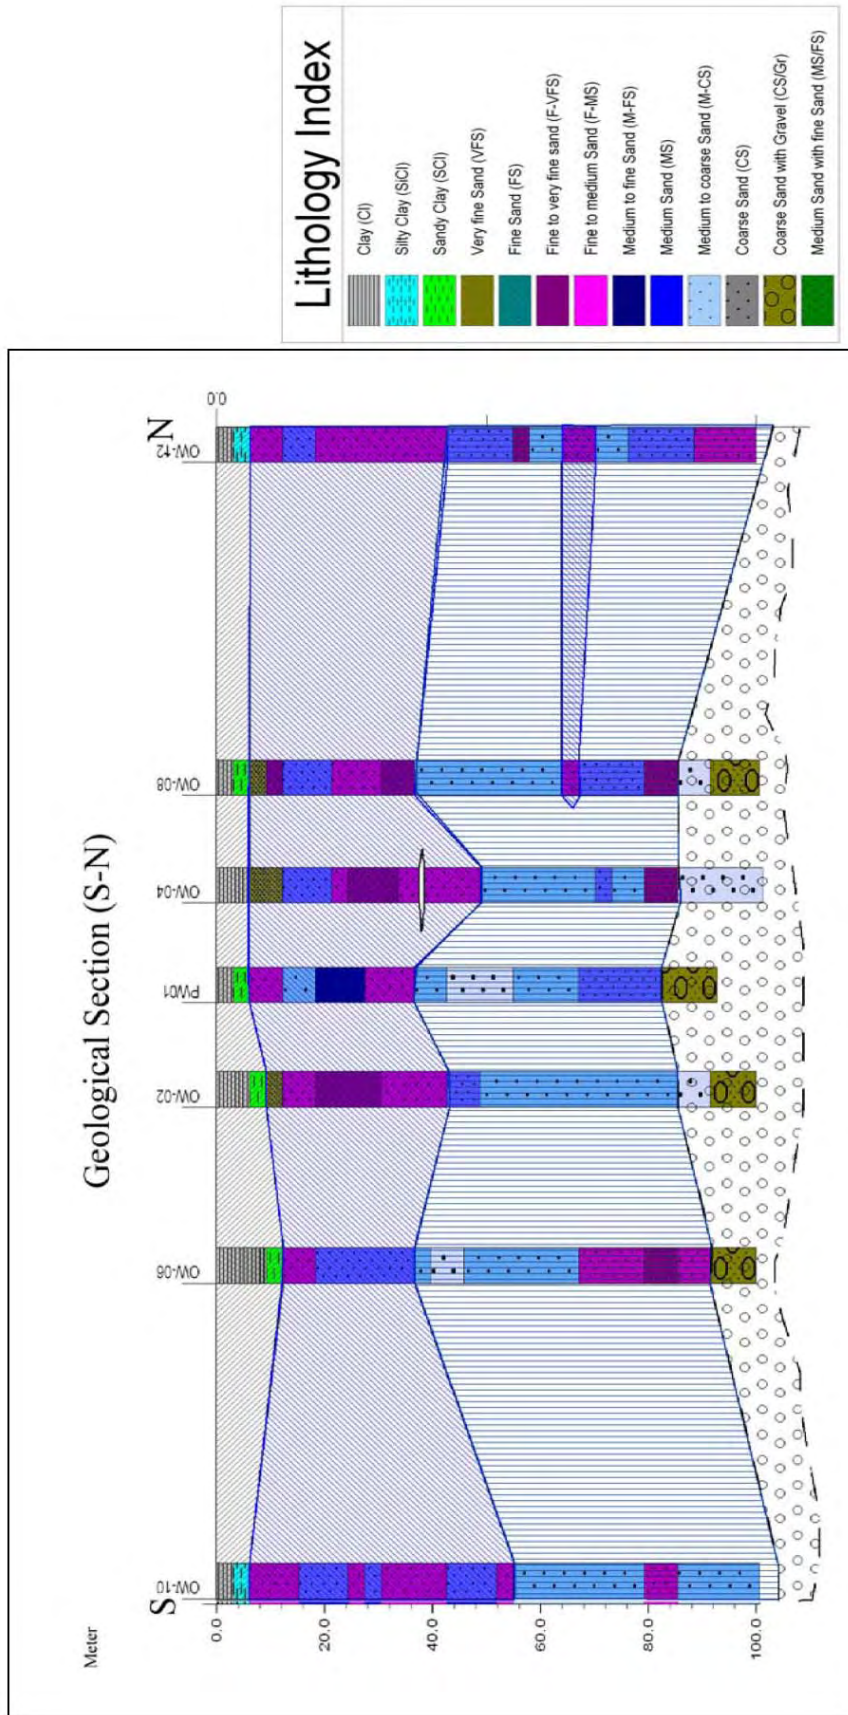 Geological Section (S-N)
Meter
S
N
OW-10
OW-06
OW-02
PW01
OW-04
OW-08
OW-12
0.0
20.0
40.0
60.0
80.0
100.0
0.0
Lithology Index
Clay (Cl)
Silty Clay (SiCl)
Sandy Clay (SCl)
Very fine Sand (VFS)
Fine Sand (FS)
Fine to very fine sand (F-VFS)
Fine to medium Sand (F-MS)
Medium to fine Sand (M-FS)
Medium Sand (MS)
Medium to coarse Sand (M-CS)
Coarse Sand (CS)
Coarse Sand with Gravel (CS/Gr)
Medium Sand with fine Sand (MS/FS)